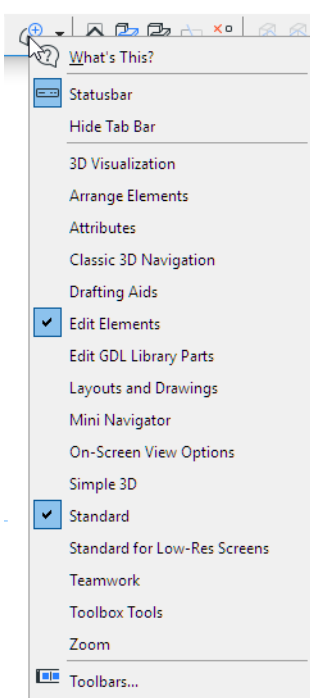 What's This?
Statusbar
Hide Tab Bar
3D Visualization
Arrange Elements
Attributes
Classic 3D Navigation
Drafting Aids
Edit Elements
Edit GDL Library Parts
Layouts and Drawings
Mini Navigator
On-Screen View Options
Simple 3D
Standard
Standard for Low-Res Screens
Teamwork
Toolbox Tools
Zoom
Toolbars...